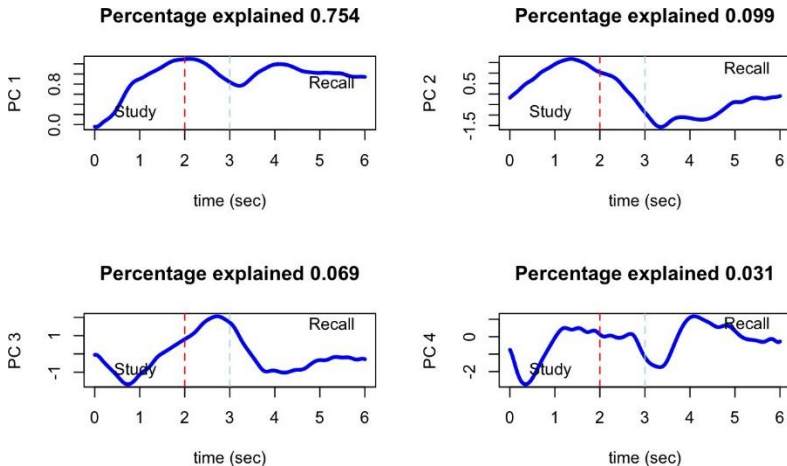 Percentage explained 0.754
PC 1
0.0
0.8
Study
Recall
0 1 2 3 4 5 6
time (sec)
Percentage explained 0.099
PC 2
-1.5
0.5
Study
Recall
0 1 2 3 4 5 6
time (sec)
Percentage explained 0.069
PC 3
-1
1
Study
Recall
0 1 2 3 4 5 6
time (sec)
Percentage explained 0.031
PC 4
-2
0
Study
Recall
0 1 2 3 4 5 6
time (sec)